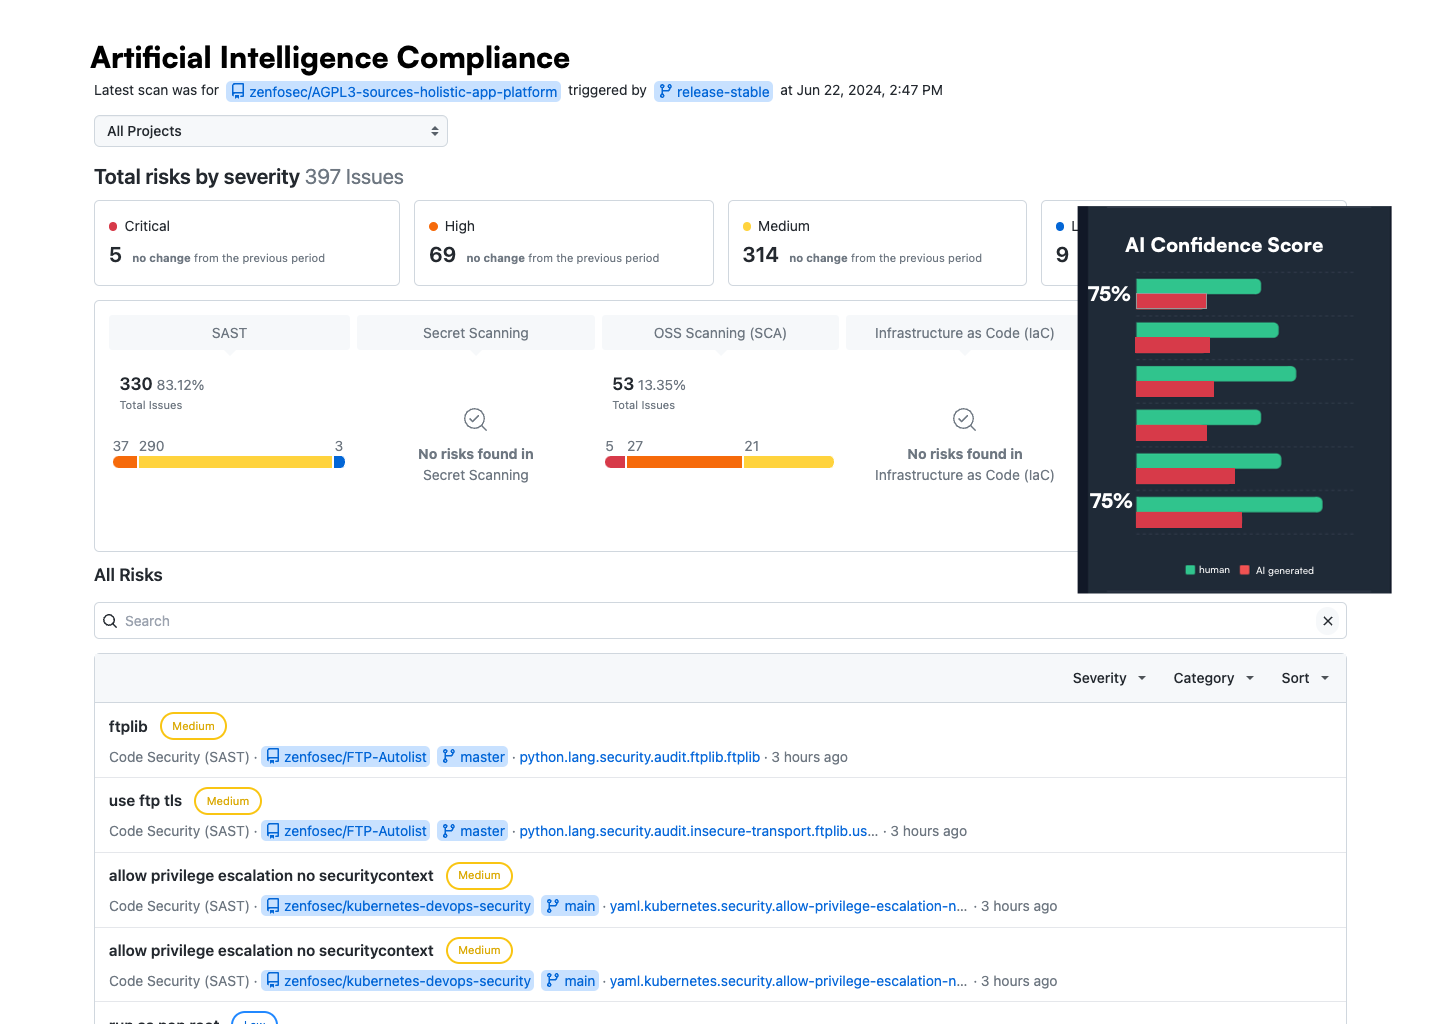 Artificial Intelligence Compliance
Latest scan was for zenfosec/AGPL3-sources-holistic-app-platform triggered by release-stable at Jun 22, 2024, 2:47 PM
All Projects
Total risks by severity 397 Issues
Critical
5 no change from the previous period
High
69 no change from the previous period
Medium
314 no change from the previous period
L
9
SAST
330 83.12%
Total Issues
37 290 3
Secret Scanning
No risks found in
Secret Scanning
OSS Scanning (SCA)
53 13.35%
Total Issues
5 27 21
Infrastructure as Code (IaC)
No risks found in
Infrastructure as Code (IaC)
AI Confidence Score
75%
75%
human AI generated
All Risks
Search
Severity Category Sort
ftplib Medium
Code Security (SAST) · zenfosec/FTP-Autolist master · python.lang.security.audit.ftplib.ftplib · 3 hours ago
use ftp tls Medium
Code Security (SAST) · zenfosec/FTP-Autolist master · python.lang.security.audit.insecure-transport.ftplib.us... · 3 hours ago
allow privilege escalation no securitycontext Medium
Code Security (SAST) · zenfosec/kubernetes-devops-security main · yaml.kubernetes.security.allow-privilege-escalation-n... · 3 hours ago
allow privilege escalation no securitycontext Medium
Code Security (SAST) · zenfosec/kubernetes-devops-security main · yaml.kubernetes.security.allow-privilege-escalation-n... · 3 hours ago